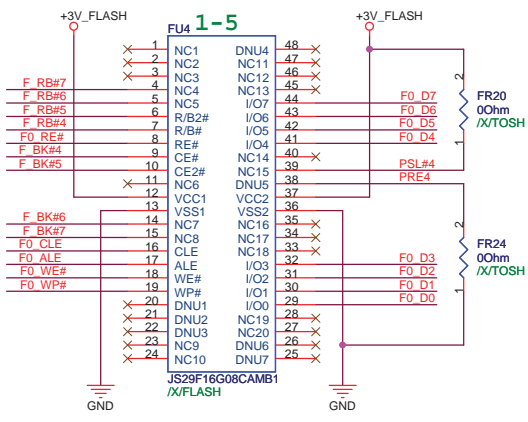 +3V_FLASH +3V_FLASH
FU4 1-5
1 NC1 DNU4 48
2 NC2 NC11 47
3 NC3 NC12 46
F_RB#7 4 NC4 NC13 45
F_RB#6 5 NC5 I/O7 44 F0_D7
F_RB#5 6 R/B2# I/O6 43 F0_D6
F_RB#4 7 R/B# I/O5 42 F0_D5
F0_RE# 8 RE# I/O4 41 F0_D4
F_BK#4 9 CE# NC14 40
F_BK#5 10 CE2# NC15 39 PSL#4
11 NC6 DNU5 38 PRE4
12 VCC1 VCC2 37
13 VSS1 VSS2 36
F_BK#6 14 NC7 NC16 35
F_BK#7 15 NC8 NC17 34
F0_CLE 16 CLE NC18 33
F0_ALE 17 ALE I/O3 32 F0_D3
F0_WE# 18 WE# I/O2 31 F0_D2
F0_WP# 19 WP# I/O1 30 F0_D1
20 DNU1 I/O0 29 F0_D0
21 DNU2 NC19 28
22 DNU3 NC20 27
23 NC9 DNU6 26
24 NC10 DNU7 25
JS29F16G08CAMB1
/X/FLASH
2
FR20
0Ohm
/X/TOSH
1
2
FR24
0Ohm
/X/TOSH
1
GND GND